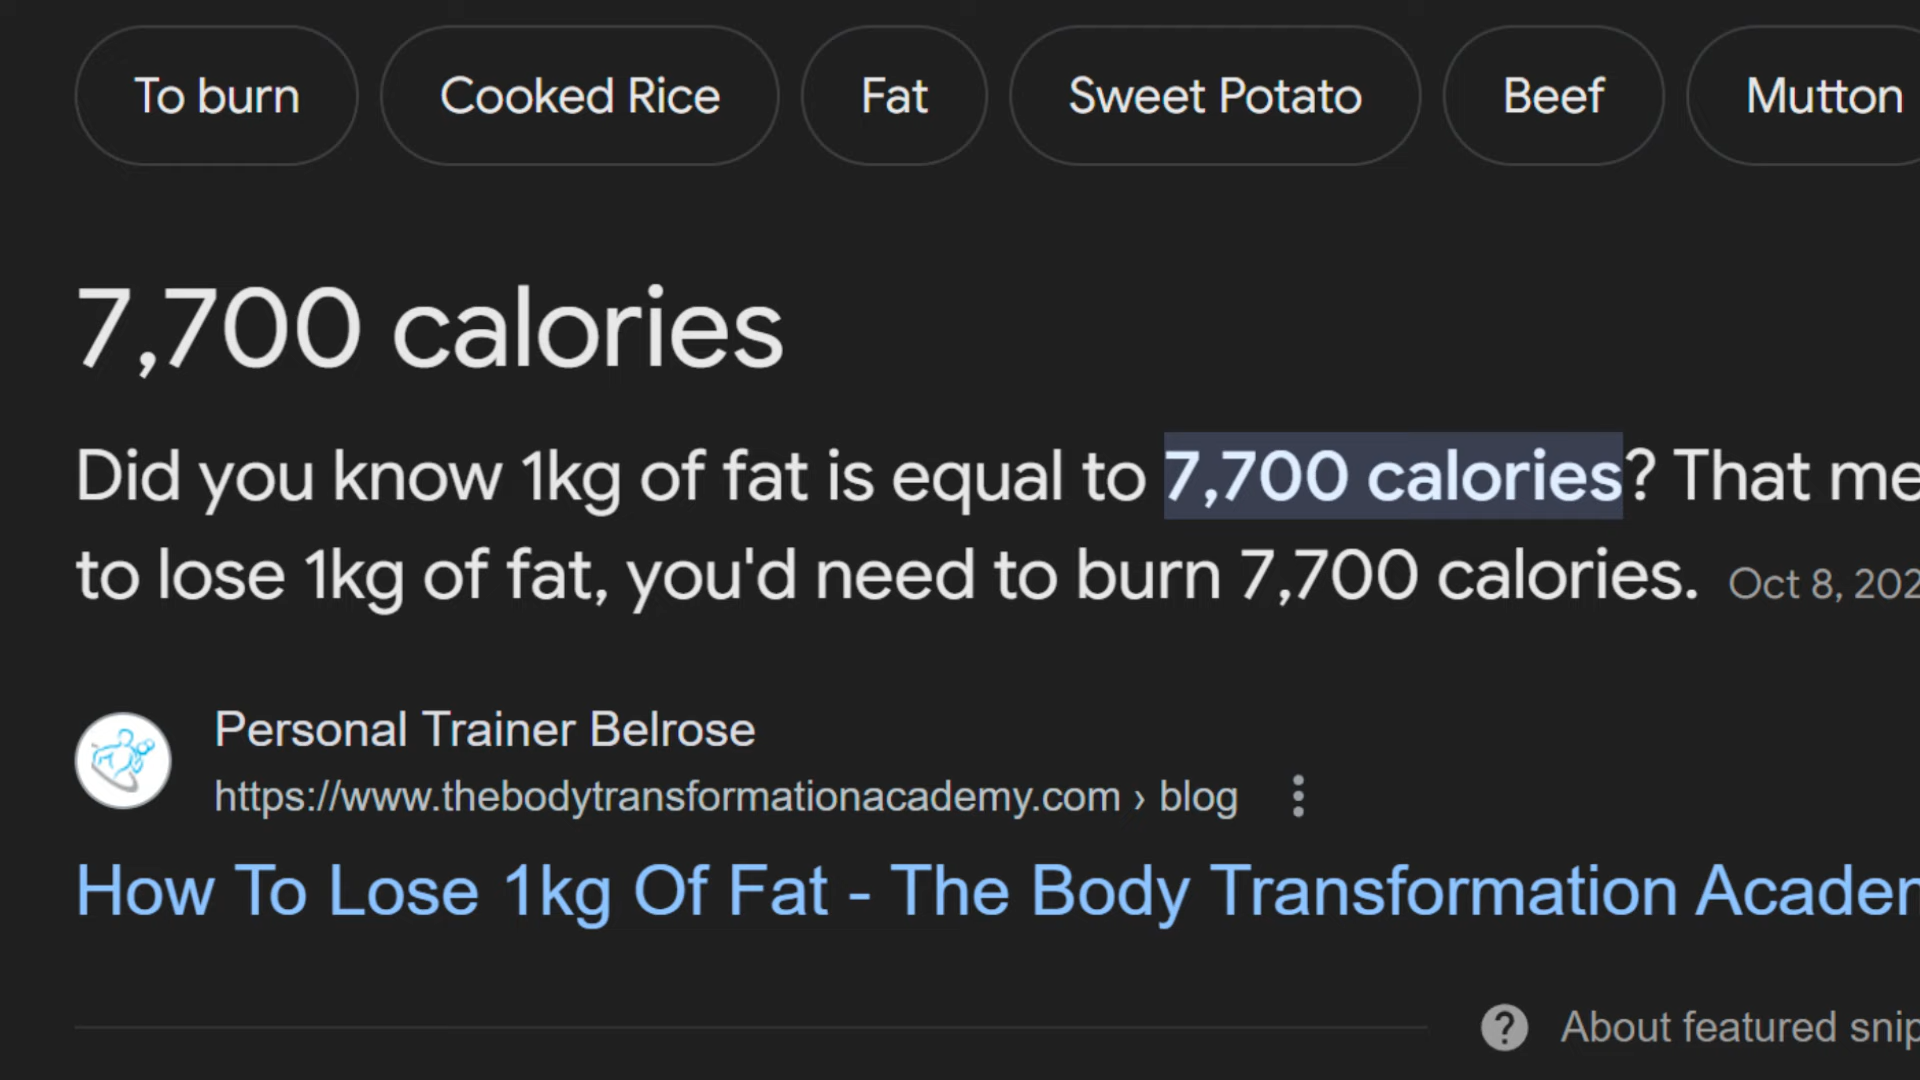 To burn Cooked Rice Fat Sweet Potato Beef Mutton
7,700 calories
Did you know 1kg of fat is equal to 7,700 calories? That me
to lose 1kg of fat, you'd need to burn 7,700 calories. Oct 8, 202
Personal Trainer Belrose
https://www.thebodytransformationacademy.com › blog
How To Lose 1kg Of Fat - The Body Transformation Academ
About featured snip